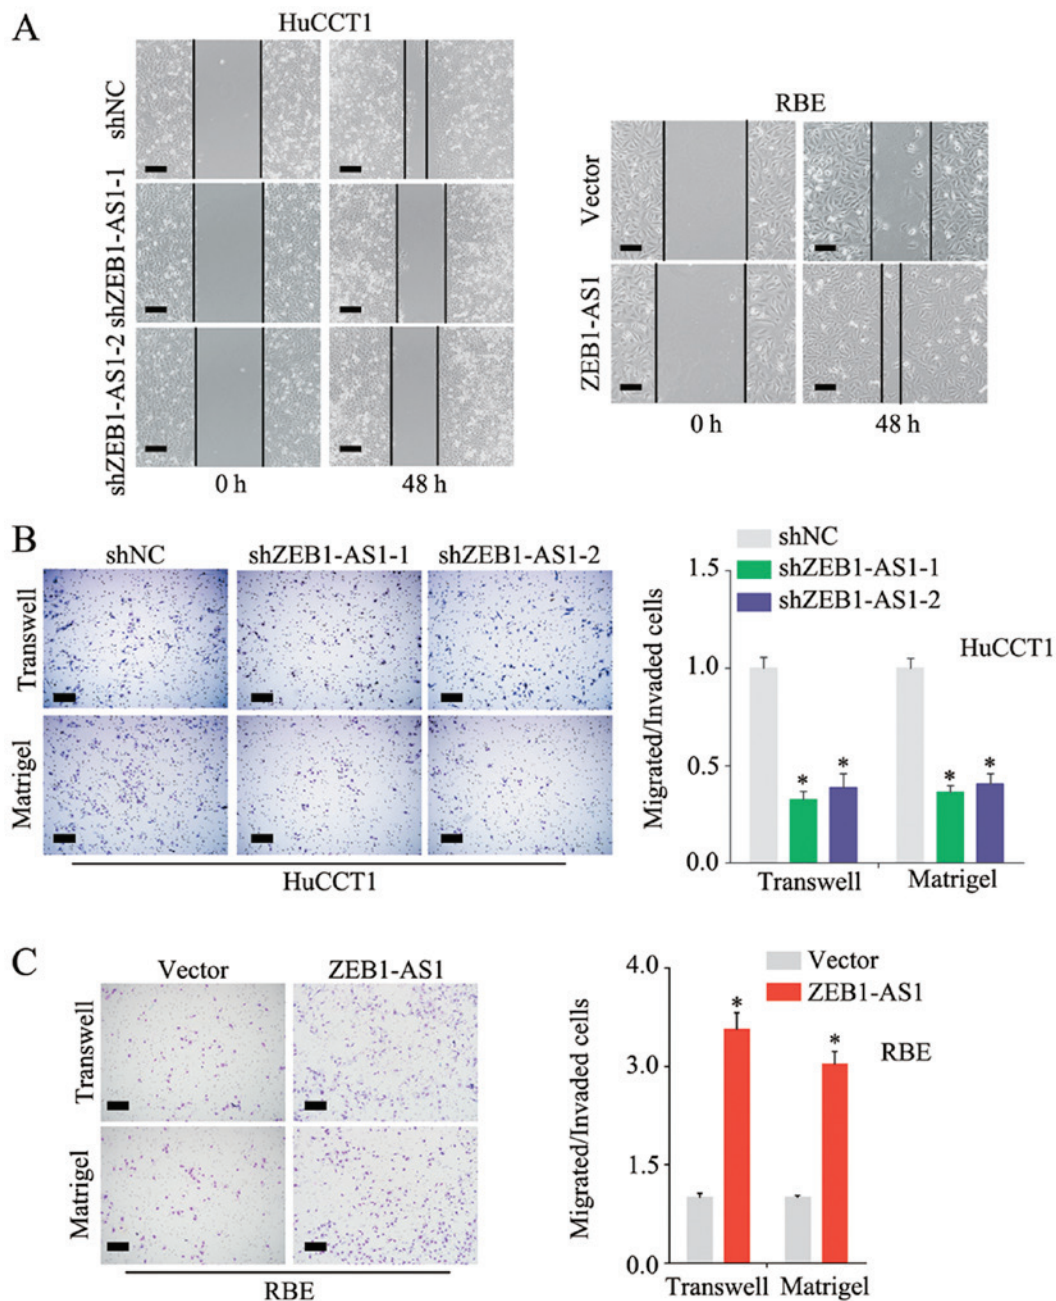 A
HuCCT1
shNC
shZEB1-AS1-1
shZEB1-AS1-2
0 h
48 h
RBE
Vector
ZEB1-AS1
0 h
48 h
B
shNC
shZEB1-AS1-1
shZEB1-AS1-2
Transwell
Matrigel
HuCCT1
shNC
shZEB1-AS1-1
shZEB1-AS1-2
HuCCT1
Migrated/Invaded cells
1.5
1.0
0.5
0.0
* *
* *
Transwell
Matrigel
C
Vector
ZEB1-AS1
Transwell
Matrigel
RBE
Vector
ZEB1-AS1
RBE
Migrated/Invaded cells
4.0
3.0
1.5
0.0
*
*
Transwell
Matrigel